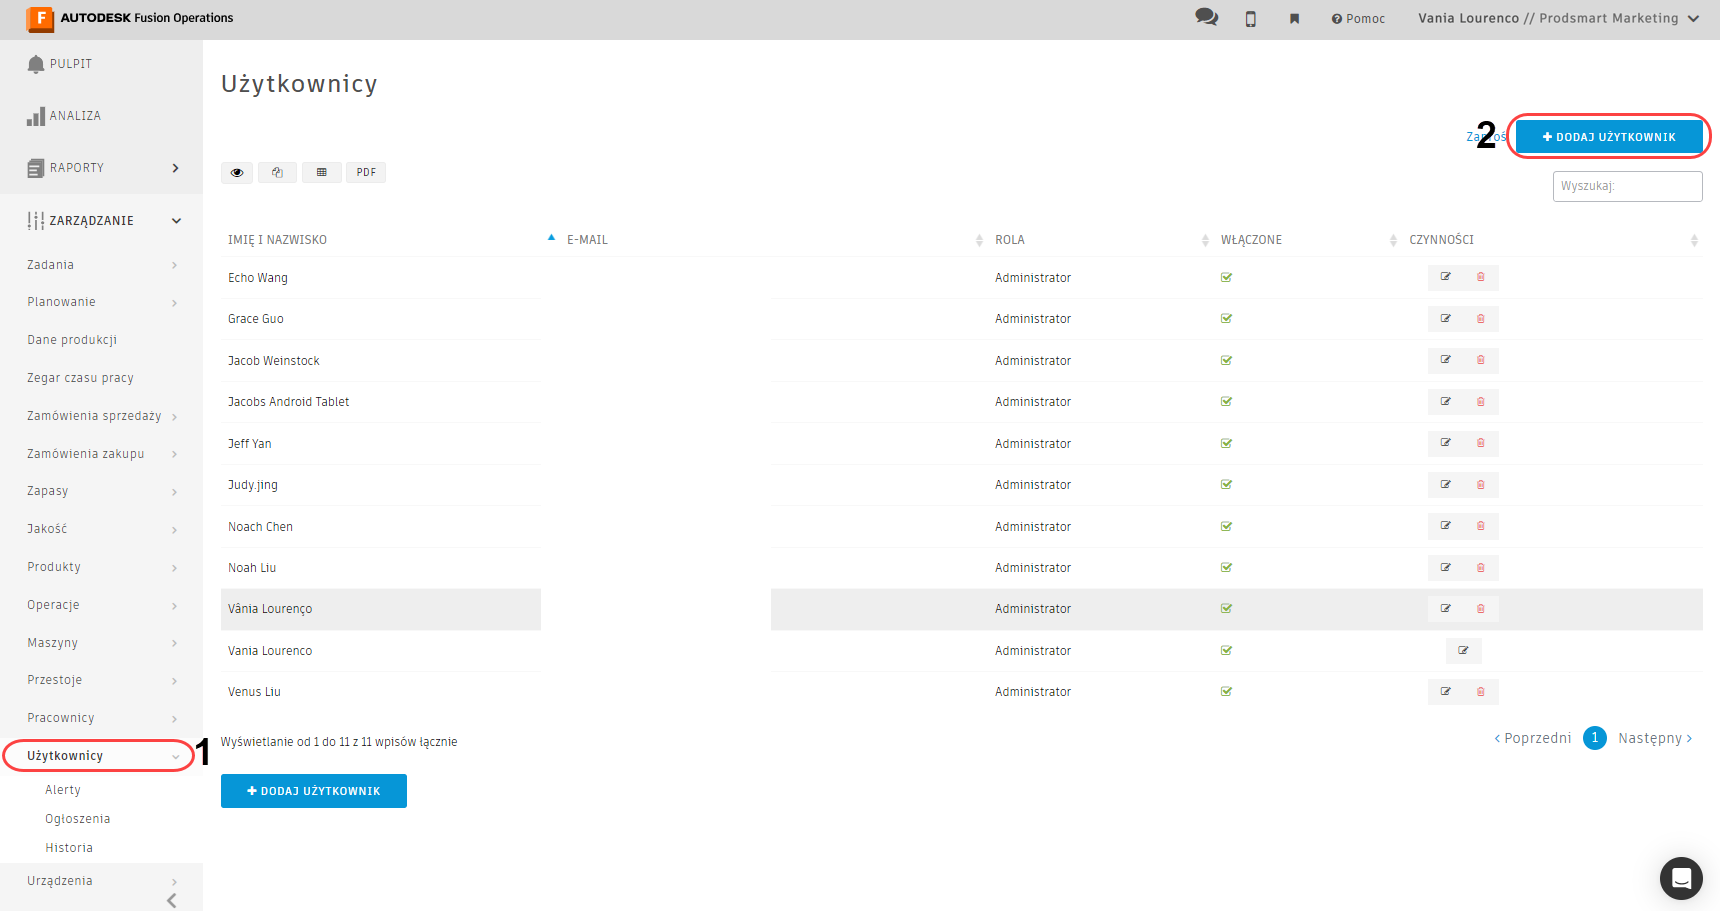 F AUTODESK Fusion Operations
Pomoc
Vania Lourenco // Prodsmart Marketing
PULPIT
ANALIZA
RAPORTY
ZARZĄDZANIE
Zadania
Planowanie
Dane produkcji
Zegar czasu pracy
Zamówienia sprzedaży
Zamówienia zakupu
Zapasy
Jakość
Produkty
Operacje
Maszyny
Przestoje
Pracownicy
Użytkownicy 1
Alerty
Ogłoszenia
Historia
Urządzenia
Użytkownicy
2 + DODAJ UŻYTKOWNIK
PDF
Wyszukaj:
IMIĘ I NAZWISKO E-MAIL ROLA WŁĄCZONE CZYNNOŚCI
Echo Wang Administrator
Grace Guo Administrator
Jacob Weinstock Administrator
Jacobs Android Tablet Administrator
Jeff Yan Administrator
Judy.jing Administrator
Noach Chen Administrator
Noah Liu Administrator
Vânia Lourenço Administrator
Vania Lourenco Administrator
Venus Liu Administrator
Wyświetlanie od 1 do 11 z 11 wpisów łącznie
‹ Poprzedni 1 Następny ›
+ DODAJ UŻYTKOWNIK